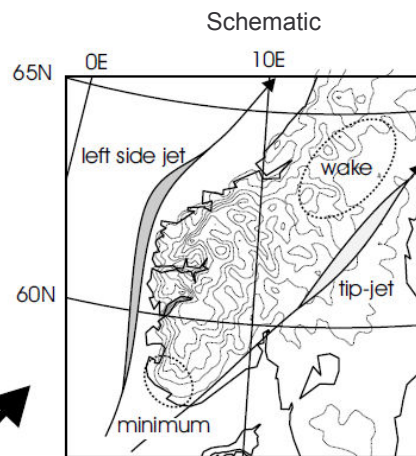 Schematic
0E
10E
65N
left side jet
wake
60N
tip-jet
minimum